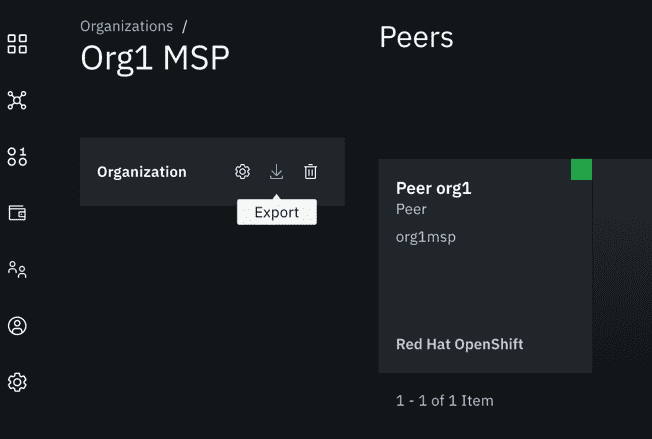 Organizations /
Org1 MSP
Organization
Export
Peers
Peer org1
Peer
org1msp
Red Hat OpenShift
1 - 1 of 1 Item